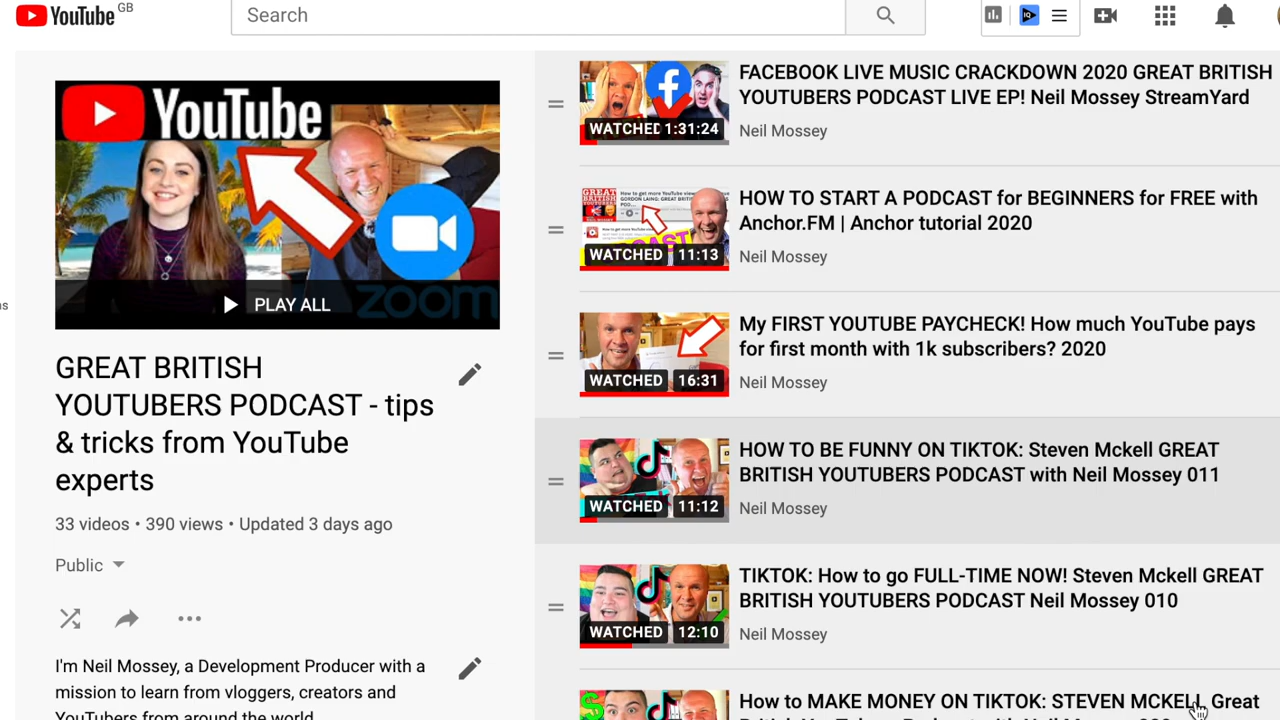 YouTube GB
Search
YouTube
zoom
PLAY ALL
GREAT BRITISH
YOUTUBERS PODCAST - tips
& tricks from YouTube
experts
33 videos • 390 views • Updated 3 days ago
Public
I'm Neil Mossey, a Development Producer with a
mission to learn from vloggers, creators and
YouTubers from around the world
WATCHED 1:31:24
FACEBOOK LIVE MUSIC CRACKDOWN 2020 GREAT BRITISH
YOUTUBERS PODCAST LIVE EP! Neil Mossey StreamYard
Neil Mossey
WATCHED 11:13
HOW TO START A PODCAST for BEGINNERS for FREE with
Anchor.FM | Anchor tutorial 2020
Neil Mossey
WATCHED 16:31
My FIRST YOUTUBE PAYCHECK! How much YouTube pays
for first month with 1k subscribers? 2020
Neil Mossey
WATCHED 11:12
HOW TO BE FUNNY ON TIKTOK: Steven Mckell GREAT
BRITISH YOUTUBERS PODCAST with Neil Mossey 011
Neil Mossey
WATCHED 12:10
TIKTOK: How to go FULL-TIME NOW! Steven Mckell GREAT
BRITISH YOUTUBERS PODCAST Neil Mossey 010
Neil Mossey
How to MAKE MONEY ON TIKTOK: STEVEN MCKELL Great